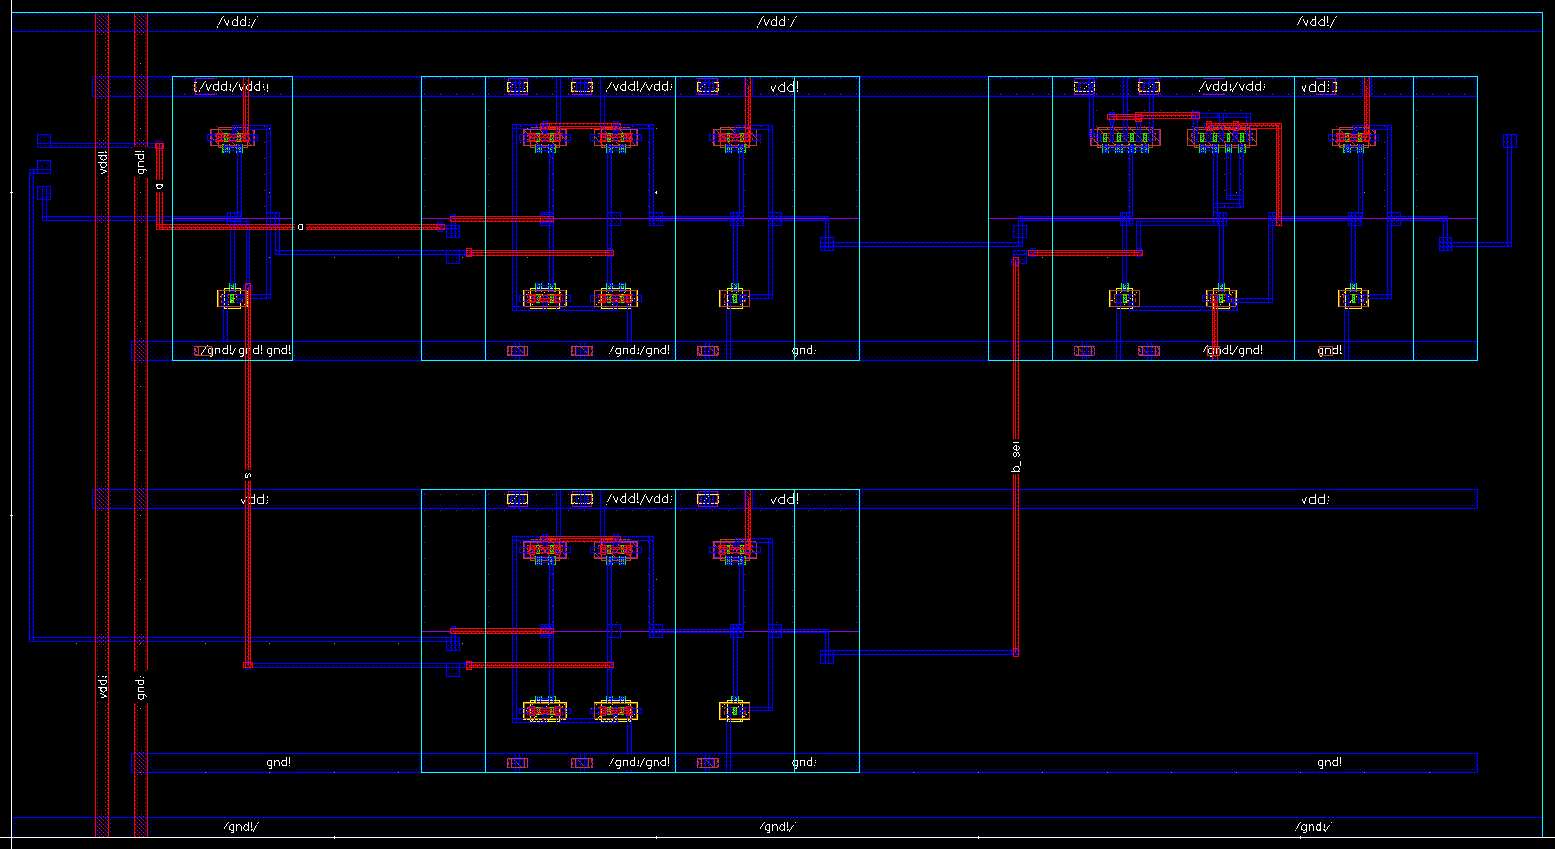 /vdd!/ /vdd!/ /vdd!/
/vdd!/vdd!! /vdd!/vdd! vdd! /vdd!/vdd! vdd!
vdd! gnd!
a
a
/gnd!/ gnd! gnd! /gnd!/gnd! gnd! /gnd!/gnd! gnd!
s b_sel
vdd! /vdd!/vdd! vdd! vdd!
vdd! gnd!
gnd! /gnd!/gnd! gnd! gnd!
/gnd!/ /gnd!/ /gnd!/